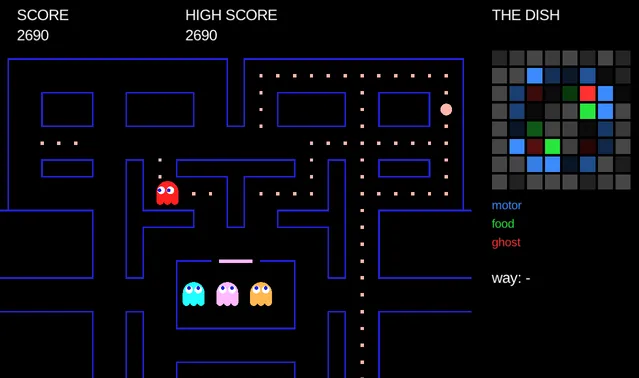 SCORE
2690
HIGH SCORE
2690
THE DISH
motor
food
ghost
way: -